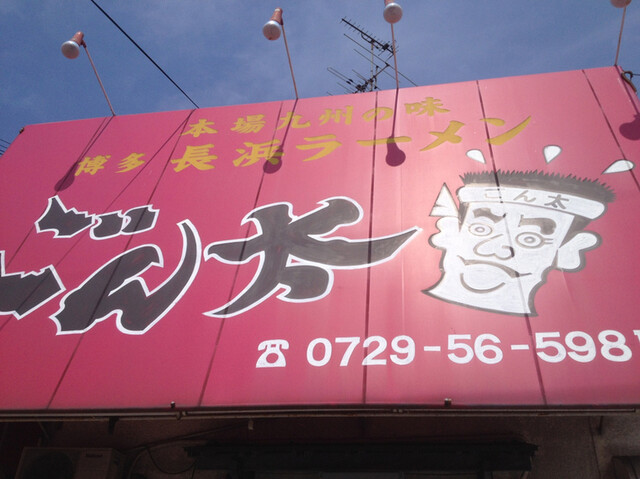 本場九州の味
博多 長浜ラーメン
ごん太
ごん太
☎ 0729-56-598